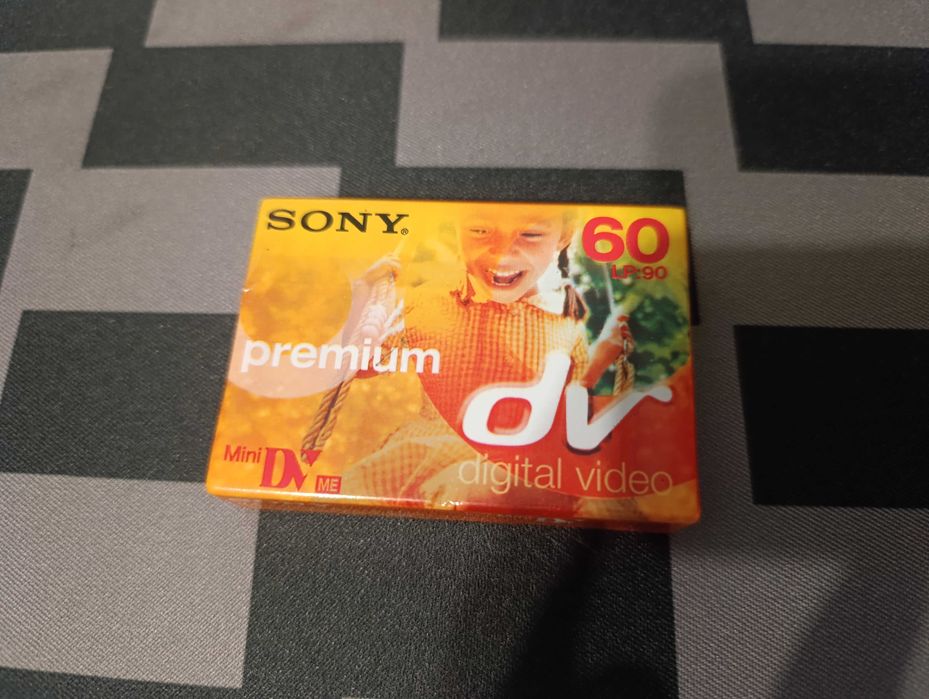 SONY®
60
LP:90
premium
dv
digital video
Mini DV ME